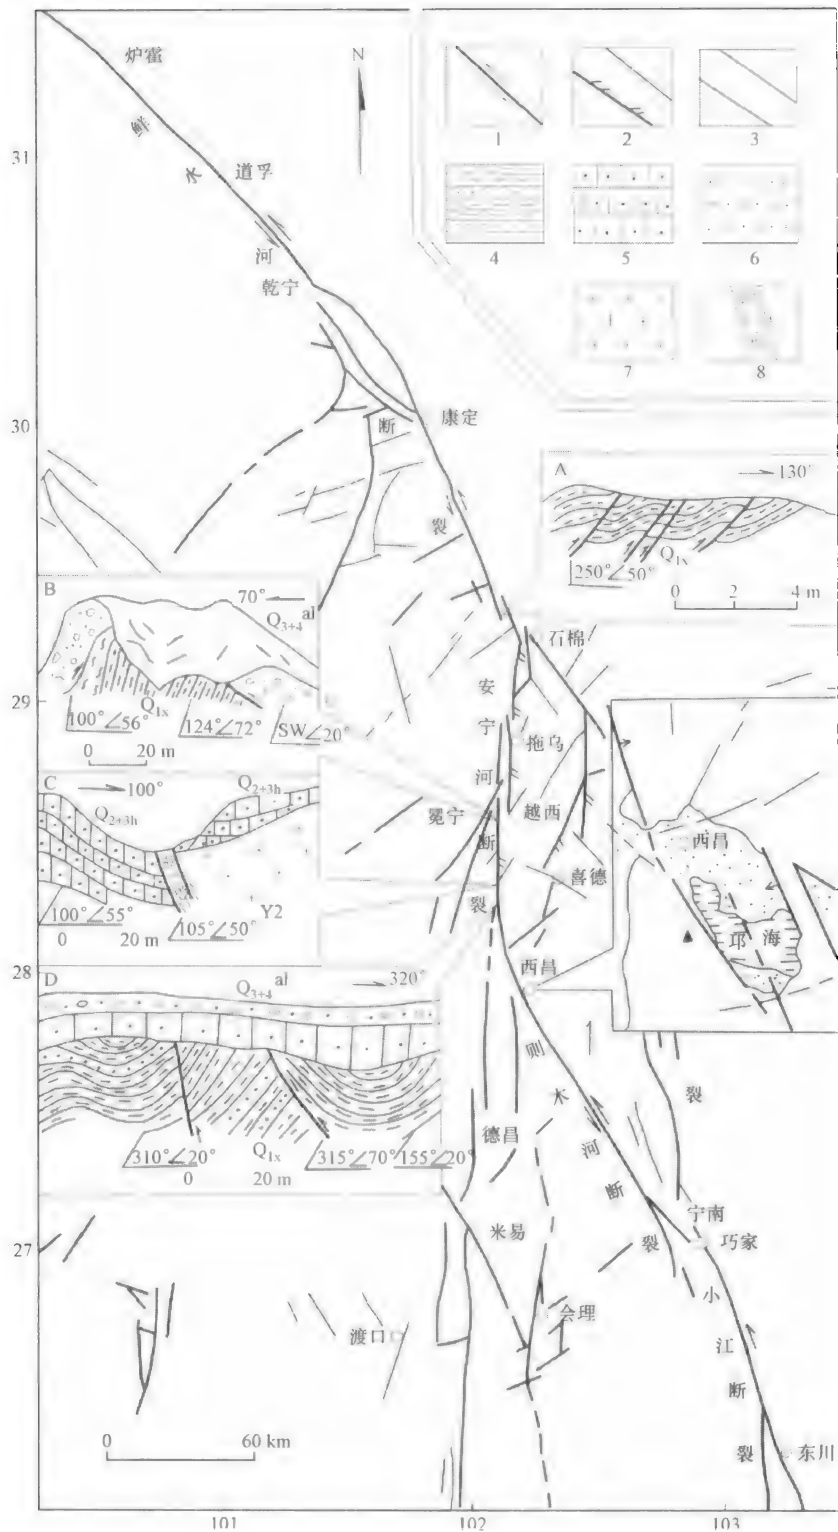 炉霍
N
鲜水河断裂
31
道孚
乾宁
1
2
3
4
5
6
7
8
30
康定
A
130°
Q1x
250°∠50°
0 2 4 m
B
70°
Q3+4 al
Q1x
100°∠56°
124°∠72°
SW∠20°
0 20 m
石棉
29
安宁河断裂
拖乌
越西
冕宁
喜德
C
100°
Q2+3h
Q2+3h
100°∠55°
105°∠50°
Y2
0 20 m
西昌
邛海
28
西昌
D
Q3+4 al
320°
310°∠20°
Q1x
315°∠70°
155°∠20°
0 20 m
则木河断裂
裂
德昌
宁南
巧家
27
米易
会理
渡口
小江断裂
东川
0 60 km
101
102
103